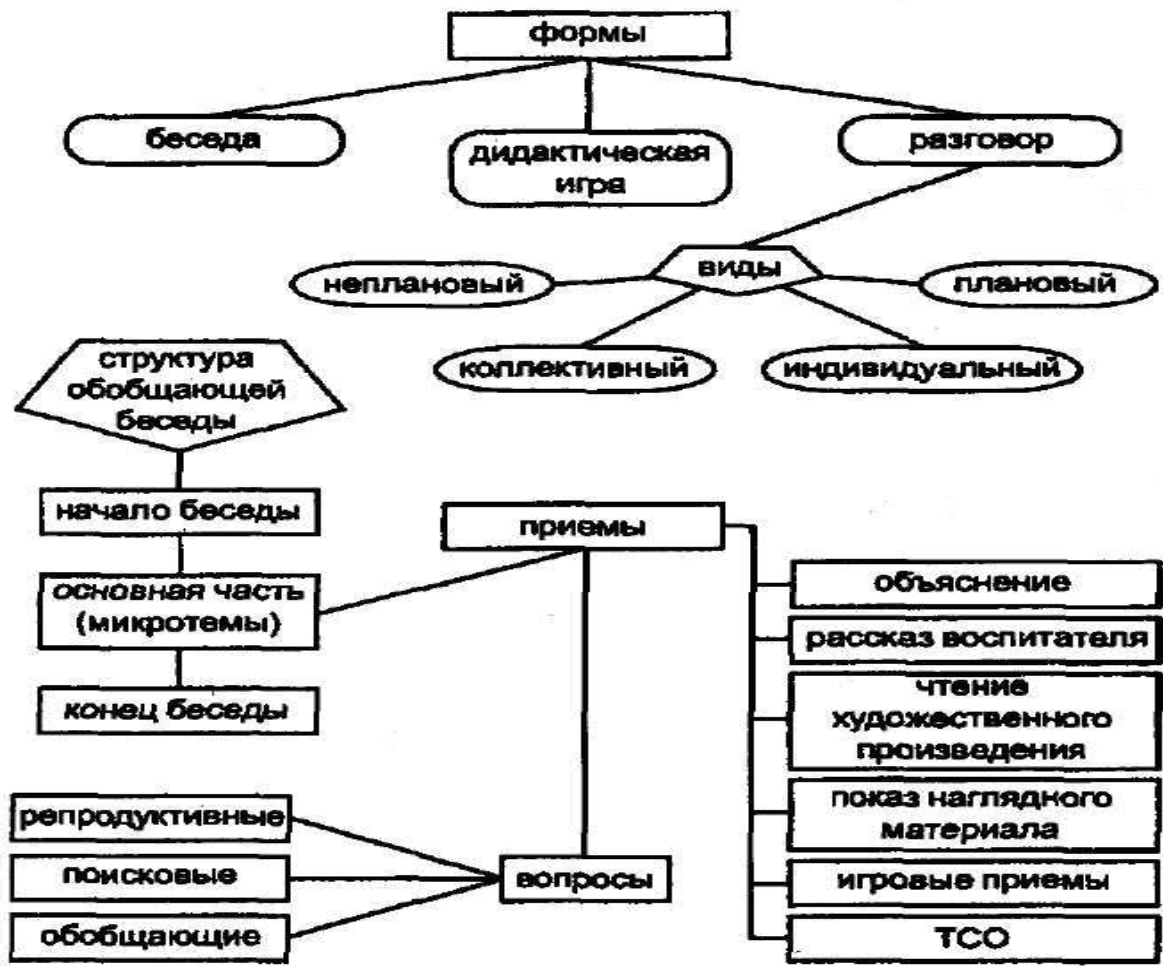 формы
беседа
дидактическая
игра
разговор
виды
неплановый
плановый
коллективный
индивидуальный
структура
обобщающей
беседы
начало беседы
основная часть
(микротемы)
конец беседы
приемы
объяснение
рассказ воспитателя
чтение
художественного
произведения
показ наглядного
материала
игровые приемы
ТСО
вопросы
репродуктивные
поисковые
обобщающие